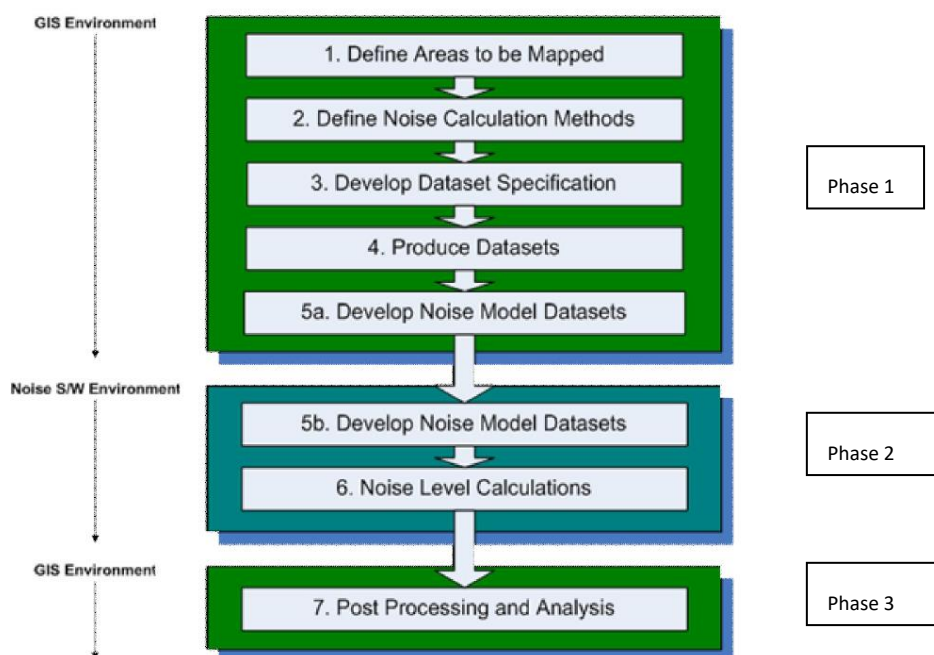 GIS Environment
1. Define Areas to be Mapped
2. Define Noise Calculation Methods
3. Develop Dataset Specification
Phase 1
4. Produce Datasets
5a. Develop Noise Model Datasets
Noise S/W Environment
5b. Develop Noise Model Datasets
Phase 2
6. Noise Level Calculations
GIS Environment
7. Post Processing and Analysis
Phase 3